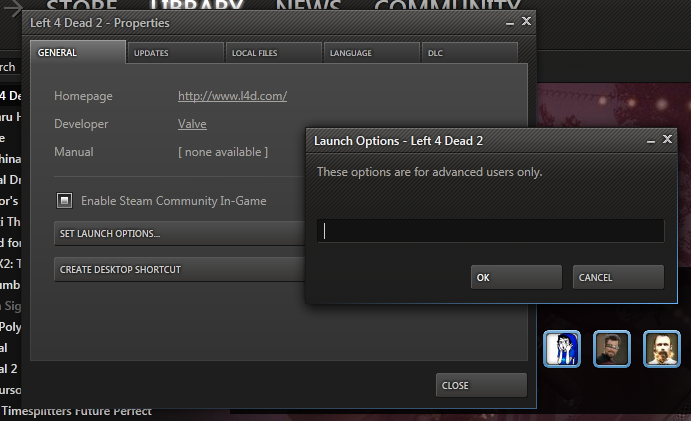 STORE LIBRARY NEWS COMMUNITY
Left 4 Dead 2 - Properties
GENERAL UPDATES LOCAL FILES LANGUAGE DLC
Homepage http://www.l4d.com/
Developer Valve
Manual [ none available ]
Enable Steam Community In-Game
SET LAUNCH OPTIONS...
CREATE DESKTOP SHORTCUT
CLOSE
Launch Options - Left 4 Dead 2
These options are for advanced users only.
OK CANCEL
rch
4 De
ru H
e
hina
al Dr
or's
ti Th
d for
X2: T
umb
Sig
Poly
al
al 2
urso
Timesplitters Future Perfect